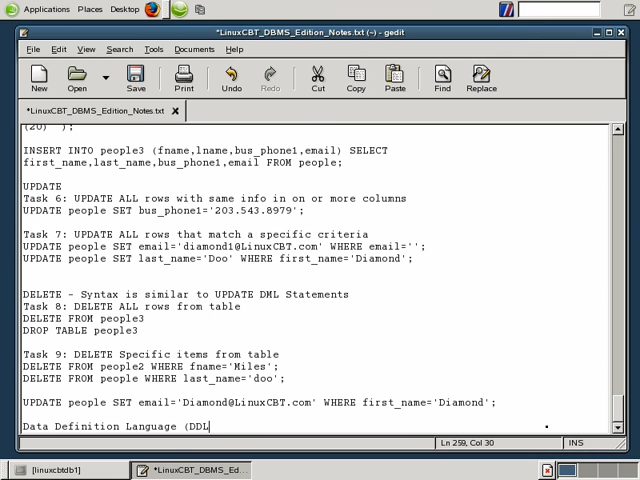 Applications Places Desktop
*LinuxCBT_DBMS_Edition_Notes.txt (~) - gedit
File Edit View Search Tools Documents Help
New Open Save Print Undo Redo Cut Copy Paste Find Replace
*LinuxCBT_DBMS_Edition_Notes.txt
(20) );
INSERT INTO people3 (fname,lname,bus_phone1,email) SELECT
first_name,last_name,bus_phone1,email FROM people;
UPDATE
Task 6: UPDATE ALL rows with same info in on or more columns
UPDATE people SET bus_phone1='203.543.8979';
Task 7: UPDATE ALL rows that match a specific criteria
UPDATE people SET email='diamond1@LinuxCBT.com' WHERE email='';
UPDATE people SET last_name='Doo' WHERE first_name='Diamond';
DELETE - Syntax is similar to UPDATE DML Statements
Task 8: DELETE ALL rows from table
DELETE FROM people3
DROP TABLE people3
Task 9: DELETE Specific items from table
DELETE FROM people2 WHERE fname='Miles';
DELETE FROM people WHERE last_name='doo';
UPDATE people SET email='Diamond@LinuxCBT.com' WHERE first_name='Diamond';
Data Definition Language (DDL
Ln 259, Col 30 INS
[linuxcbtdb1] *LinuxCBT_DBMS_Ed...